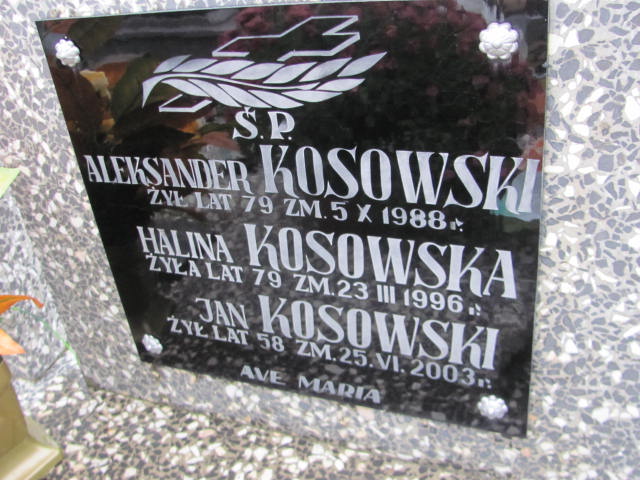 Ś.P.
ALEKSANDER KOSOWSKI
ŻYŁ LAT 79 ZM. 5 X 1988 r.
HALINA KOSOWSKA
ŻYŁA LAT 79 ZM. 23 III 1996 r.
JAN KOSOWSKI
ŻYŁ LAT 58 ZM. 25. VI. 2003 r.
AVE MARIA